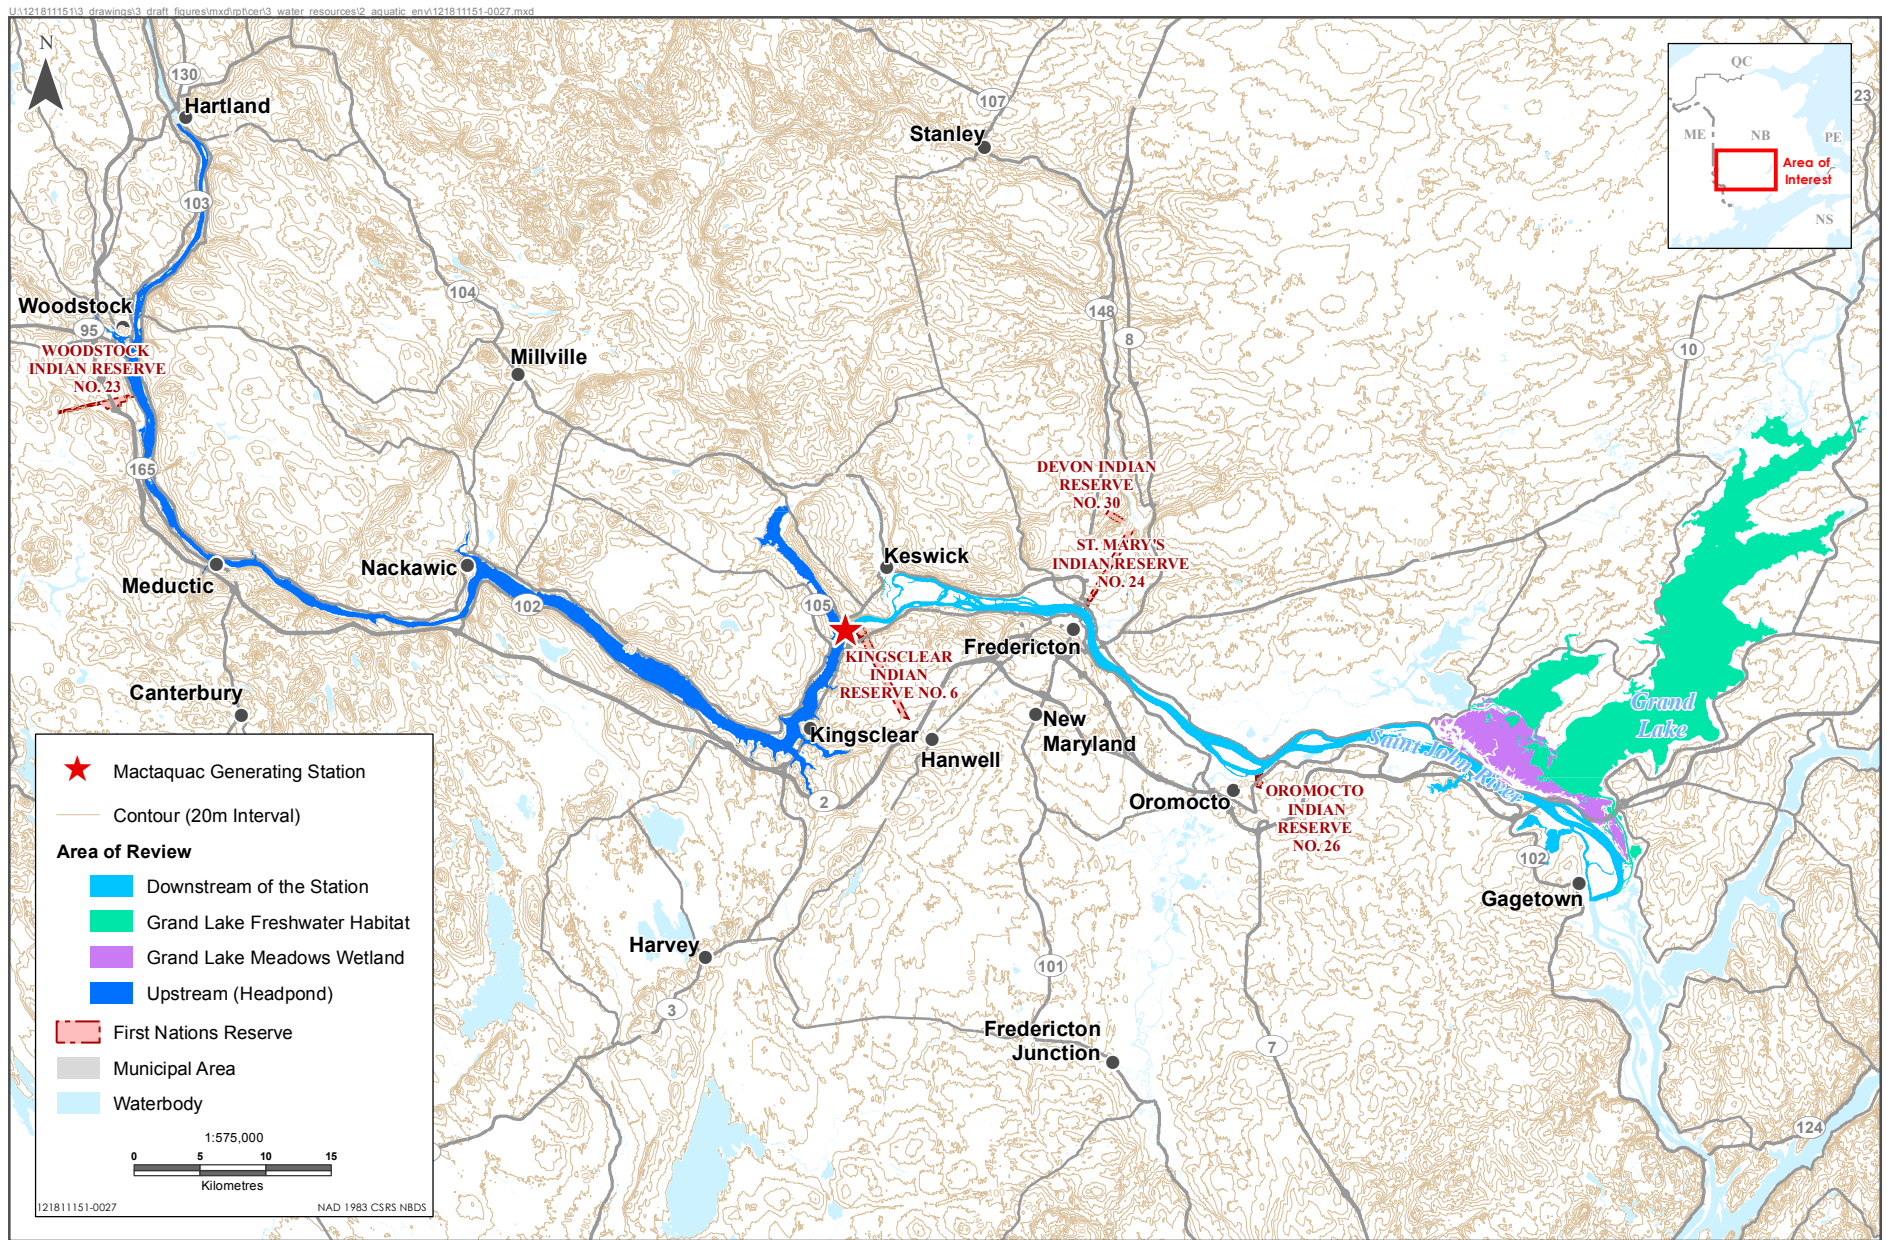 U:\121811151\3_drawings\3_draft_figures\mxd\rpt\cer\3_water_resources\2_aquatic_env\121811151-0027.mxd
N
130
Hartland
107
Stanley
QC
ME
NB
PE
NS
Area of
Interest
23
103
104
Woodstock
95
WOODSTOCK
INDIAN RESERVE
NO. 23
Millville
148
8
10
165
DEVON INDIAN
RESERVE
NO. 30
ST. MARY'S
INDIAN RESERVE
NO. 24
Meductic
Nackawic
102
105
Keswick
Fredericton
KINGSCLEAR
INDIAN
RESERVE NO. 6
Canterbury
Kingsclear
Hanwell
New
Maryland
2
Oromocto
OROMOCTO
INDIAN
RESERVE
NO. 26
Saint John River
Grand
Lake
102
Gagetown
Harvey
3
101
Fredericton
Junction
7
124
Mactaquac Generating Station
Contour (20m Interval)
Area of Review
Downstream of the Station
Grand Lake Freshwater Habitat
Grand Lake Meadows Wetland
Upstream (Headpond)
First Nations Reserve
Municipal Area
Waterbody
1:575,000
0 5 10 15
Kilometres
121811151-0027
NAD 1983 CSRS NBDS